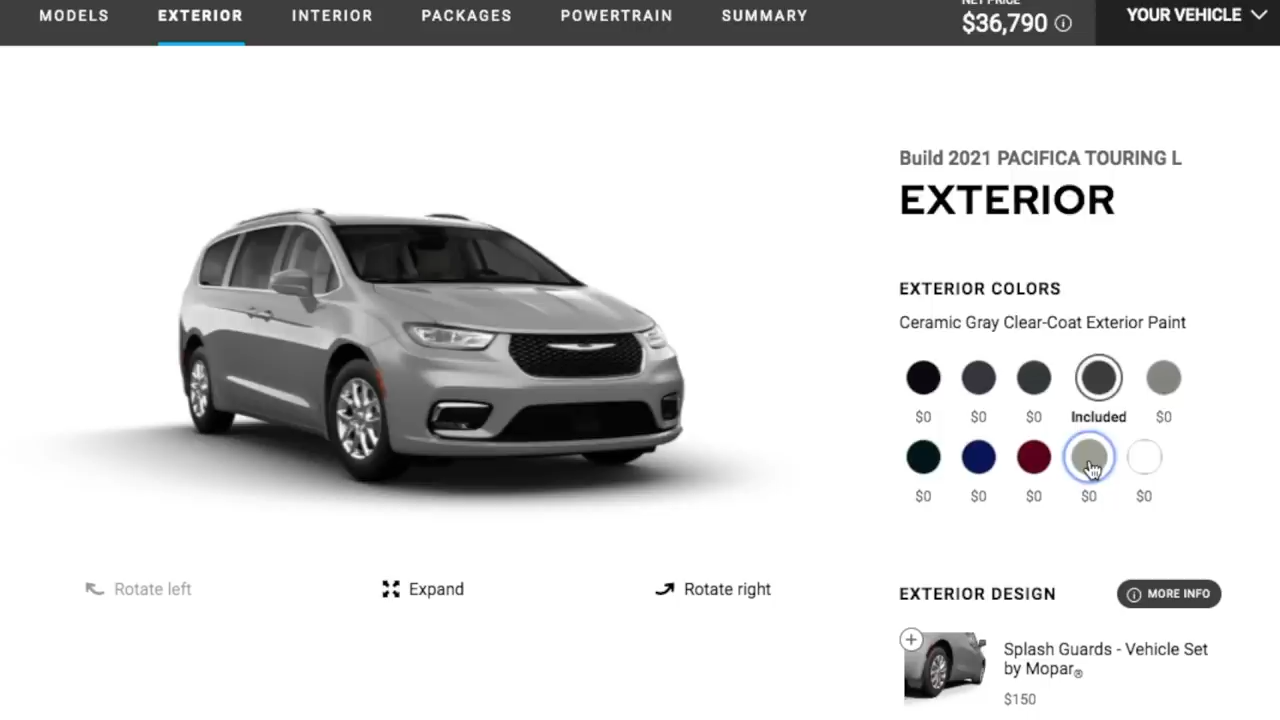 MODELS EXTERIOR INTERIOR PACKAGES POWERTRAIN SUMMARY
NET PRICE
$36,790
YOUR VEHICLE
Build 2021 PACIFICA TOURING L
EXTERIOR
EXTERIOR COLORS
Ceramic Gray Clear-Coat Exterior Paint
$0 $0 $0 Included $0
$0 $0 $0 $0 $0
Rotate left Expand Rotate right
EXTERIOR DESIGN MORE INFO
Splash Guards - Vehicle Set
by Mopar®
$150